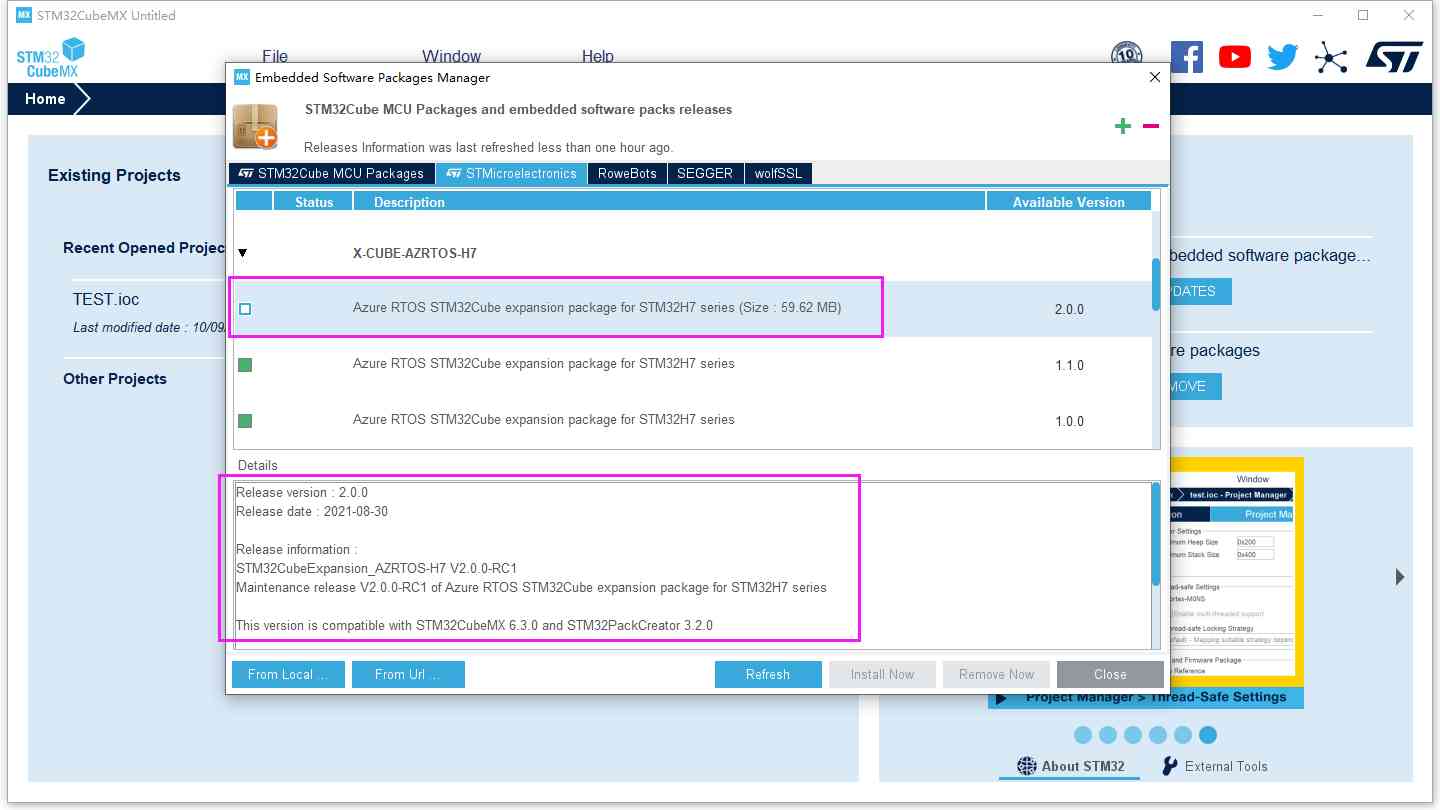 MX STM32CubeMX Untitled
STM32
CubeMX
File
Window
Help
10
Home
MX Embedded Software Packages Manager
STM32Cube MCU Packages and embedded software packs releases
Releases Information was last refreshed less than one hour ago.
STM32Cube MCU Packages
STMicroelectronics
RoweBots
SEGGER
wolfSSL
Status
Description
Available Version
X-CUBE-AZRTOS-H7
Azure RTOS STM32Cube expansion package for STM32H7 series (Size : 59.62 MB)
2.0.0
Azure RTOS STM32Cube expansion package for STM32H7 series
1.1.0
Azure RTOS STM32Cube expansion package for STM32H7 series
1.0.0
Details
Release version : 2.0.0
Release date : 2021-08-30
Release information :
STM32CubeExpansion_AZRTOS-H7 V2.0.0-RC1
Maintenance release V2.0.0-RC1 of Azure RTOS STM32Cube expansion package for STM32H7 series
This version is compatible with STM32CubeMX 6.3.0 and STM32PackCreator 3.2.0
From Local ...
From Url ...
Refresh
Install Now
Remove Now
Close
Existing Projects
Recent Opened Projec
TEST.ioc
Last modified date : 10/09
Other Projects
bedded software package...
DATES
re packages
MOVE
Window
test.ioc - Project Manager
on
Project Ma
r Settings
mum Heap Size
0x200
mum Stack Size
0x400
ad-safe Settings
ortex-M0NS
Enable multi-threaded support
read-safe Locking Strategy
fault - Mapping suitable strategy depen
and Firmware Package
Reference
Project Manager > Thread-Safe Settings
About STM32
External Tools